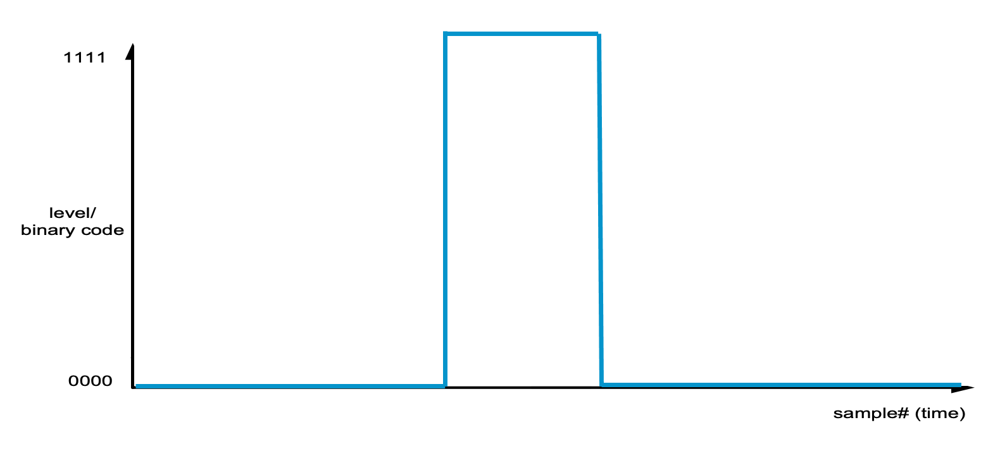 1111
level/
binary code
0000
sample# (time)